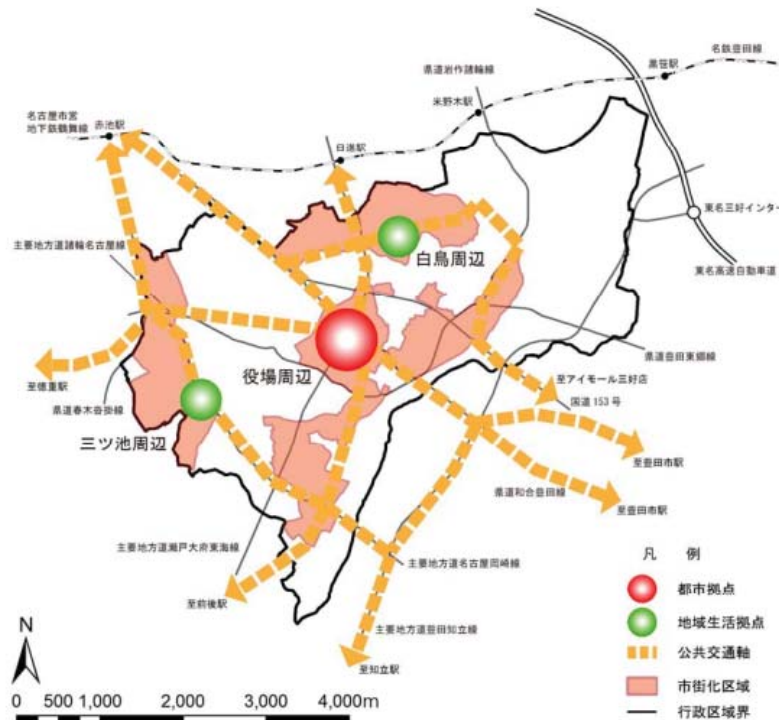 名鉄豊田線
黒笹駅
県道岩作諸輪線
米野木駅
名古屋市営
地下鉄鶴舞線
赤池駅
日進駅
東名三好インター
主要地方道諸輪名古屋線
白鳥周辺
東名高速自動車道
県道豊田東郷線
役場周辺
至アイモール三好店
至徳重駅
国道153号
県道春木沓掛線
三ツ池周辺
至豊田市駅
県道和合豊田線
至豊田市駅
主要地方道瀬戸大府東海線
主要地方道名古屋岡崎線
至前後駅
主要地方道豊田知立線
至知立駅
凡 例
都市拠点
地域生活拠点
公共交通軸
市街化区域
行政区域界
N
0 500 1,000 2,000 3,000 4,000m